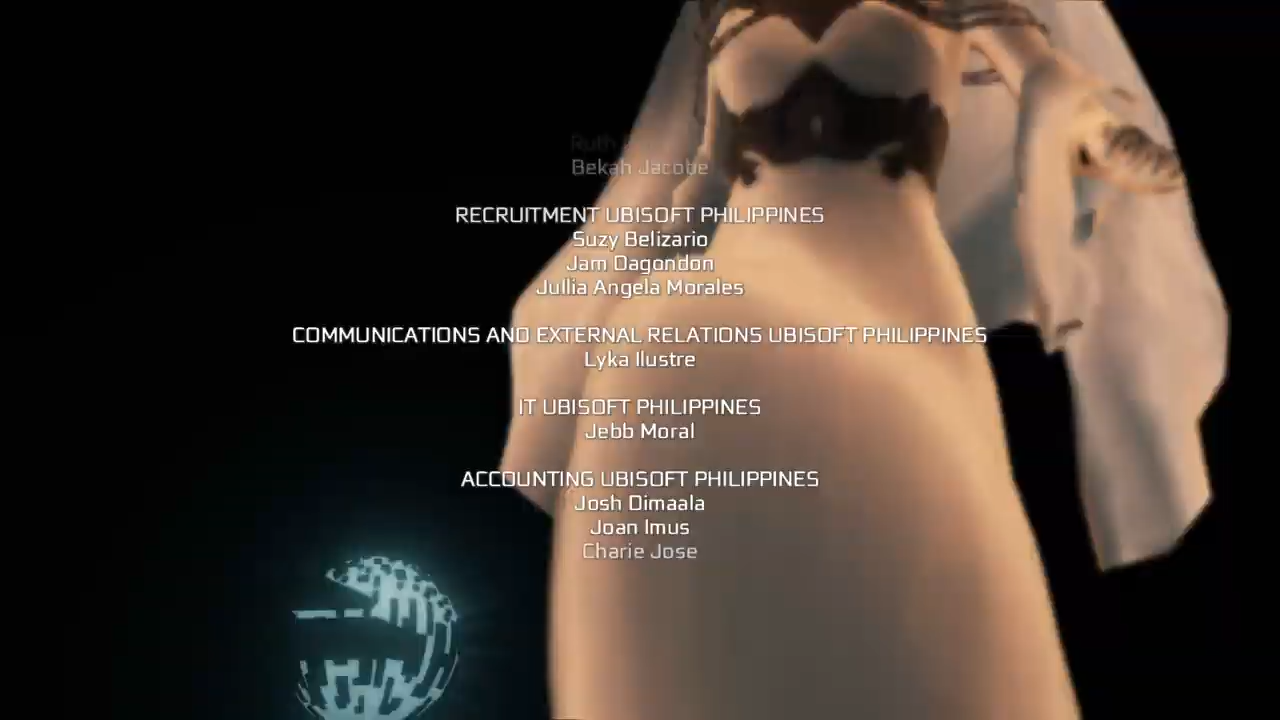 Ruth
Bekah Jacobe
RECRUITMENT UBISOFT PHILIPPINES
Suzy Belizario
Jam Dagondon
Jullia Angela Morales
COMMUNICATIONS AND EXTERNAL RELATIONS UBISOFT PHILIPPINES
Lyka Ilustre
IT UBISOFT PHILIPPINES
Jebb Moral
ACCOUNTING UBISOFT PHILIPPINES
Josh Dimaala
Joan Imus
Charie Jose